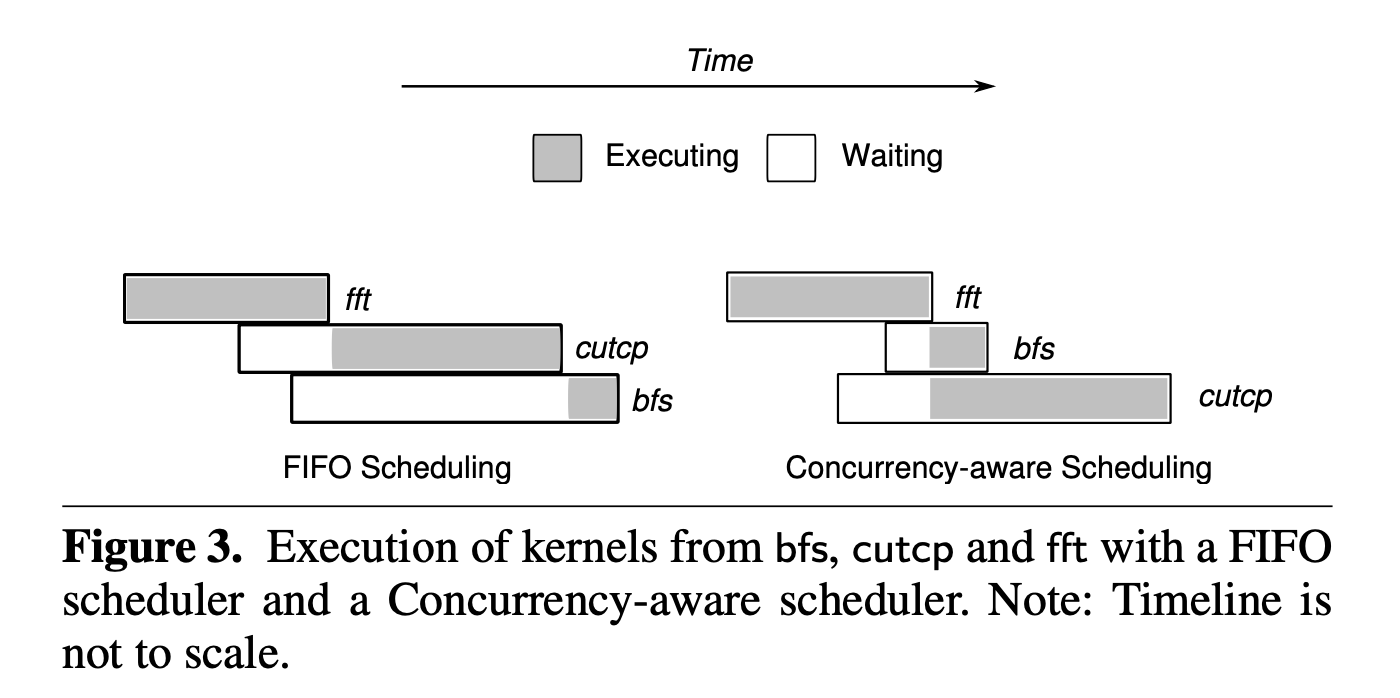 Time
Executing
Waiting
fft
cutcp
bfs
FIFO Scheduling
fft
bfs
cutcp
Concurrency-aware Scheduling
Figure 3. Execution of kernels from bfs, cutcp and fft with a FIFO
scheduler and a Concurrency-aware scheduler. Note: Timeline is
not to scale.